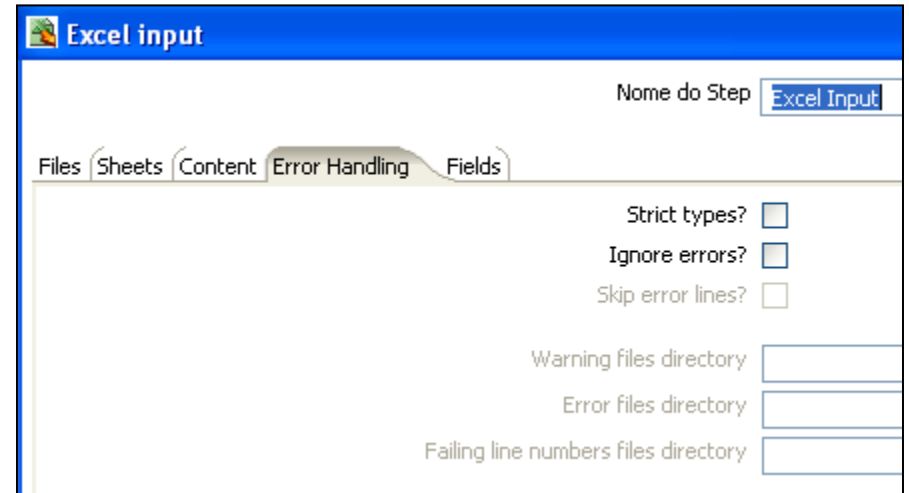 Excel input
Nome do Step Excel Input
Files Sheets Content Error Handling Fields
Strict types?
Ignore errors?
Skip error lines?
Warning files directory
Error files directory
Failing line numbers files directory